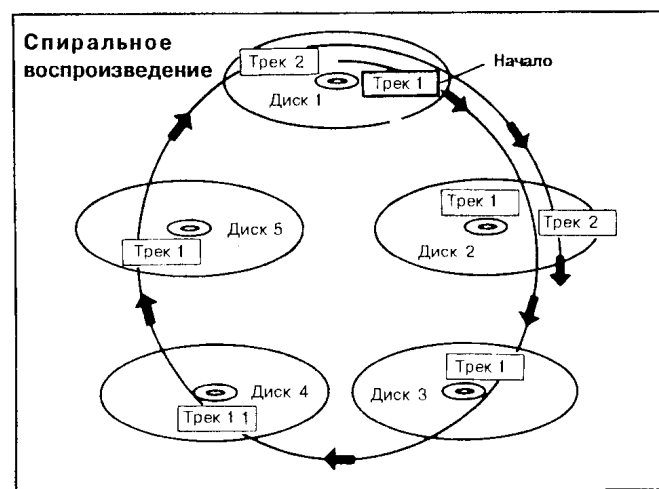 Спиральное
воспроизведение
Трек 2
Начало
Трек 1
Диск 1
Трек 1
Трек 2
Диск 2
Диск 5
Трек 1
Трек 1
Диск 3
Диск 4
Трек 1 1